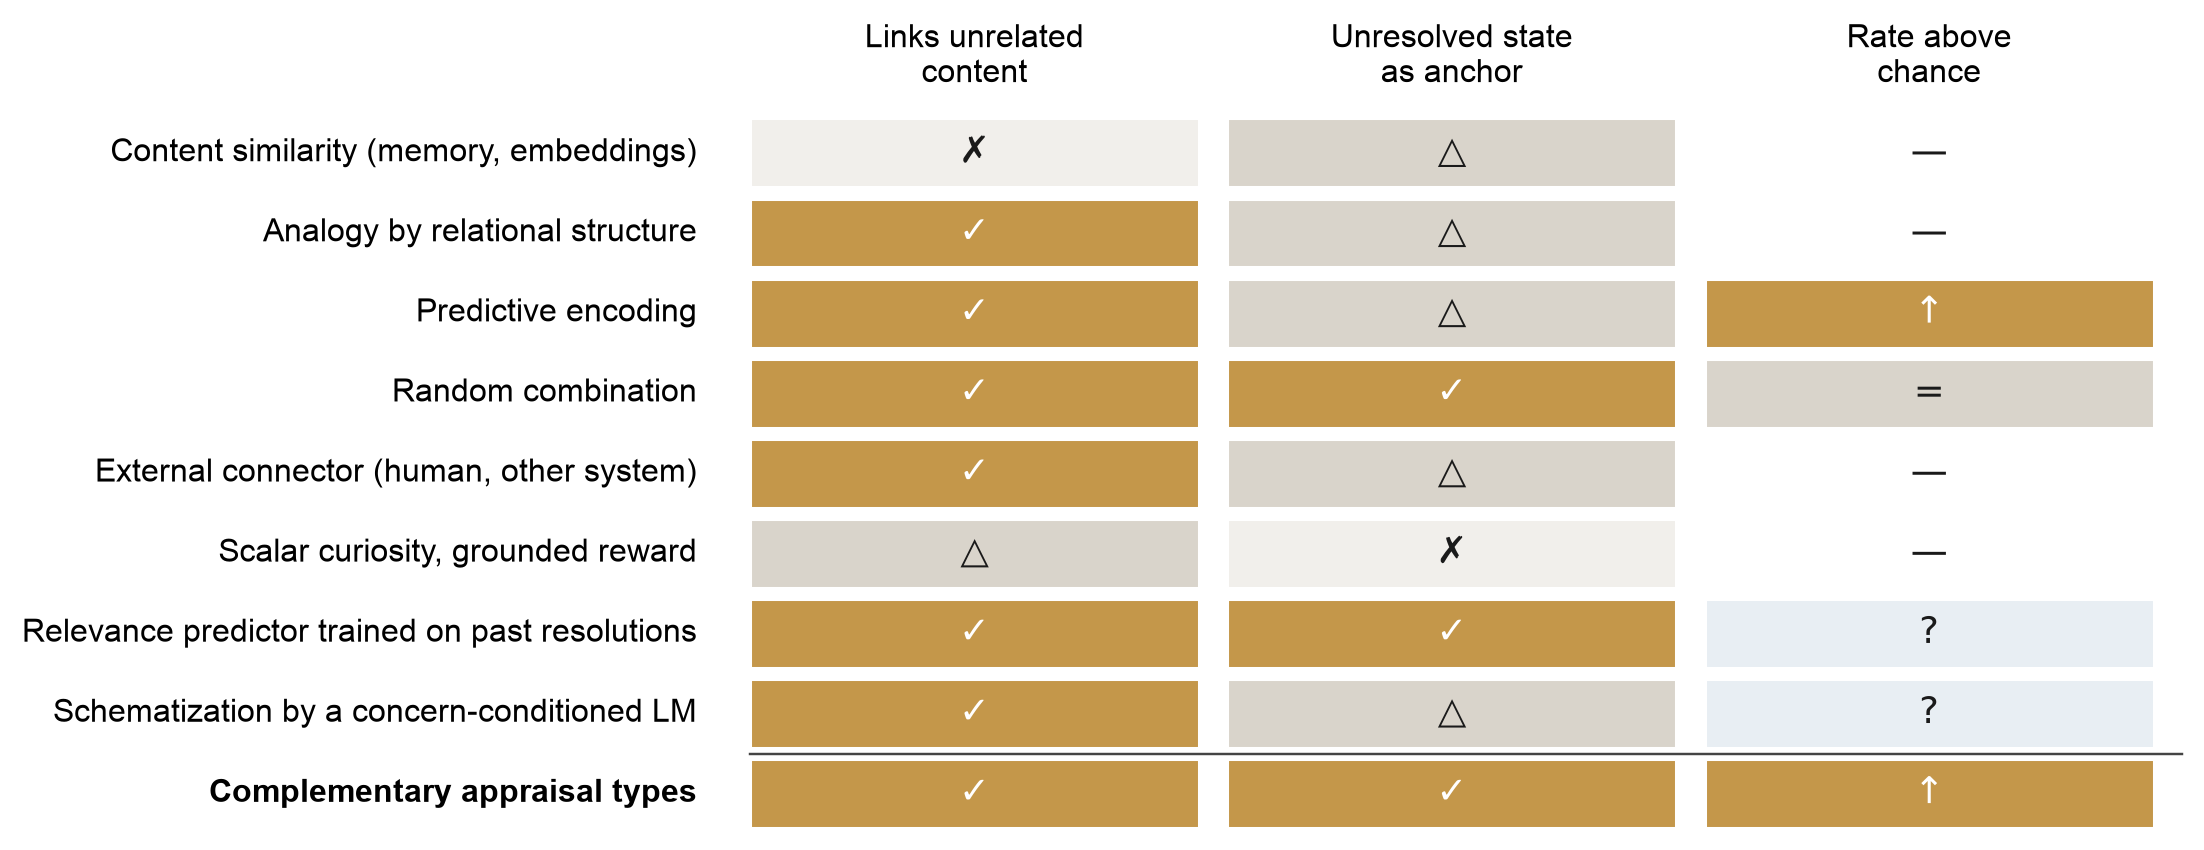 Links unrelated content
Unresolved state as anchor
Rate above chance
Content similarity (memory, embeddings) ✗ △ —
Analogy by relational structure ✓ △ —
Predictive encoding ✓ △ ↑
Random combination ✓ ✓ =
External connector (human, other system) ✓ △ —
Scalar curiosity, grounded reward △ ✗ —
Relevance predictor trained on past resolutions ✓ ✓ ?
Schematization by a concern-conditioned LM ✓ △ ?
Complementary appraisal types ✓ ✓ ↑